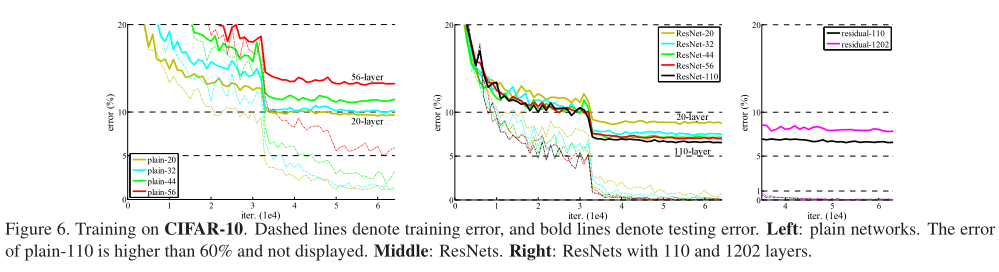 20
10
5
0
error (%)
0
1
2
3
4
5
6
iter. (1e4)
56-layer
20-layer
plain-20
plain-32
plain-44
plain-56
20
10
5
0
error (%)
0
1
2
3
4
5
6
iter. (1e4)
ResNet-20
ResNet-32
ResNet-44
ResNet-56
ResNet-110
20-layer
110-layer
20
10
5
1
0
error (%)
4
5
6
iter. (1e4)
residual-110
residual-1202
Figure 6. Training on CIFAR-10. Dashed lines denote training error, and bold lines denote testing error. Left: plain networks. The error
of plain-110 is higher than 60% and not displayed. Middle: ResNets. Right: ResNets with 110 and 1202 layers.